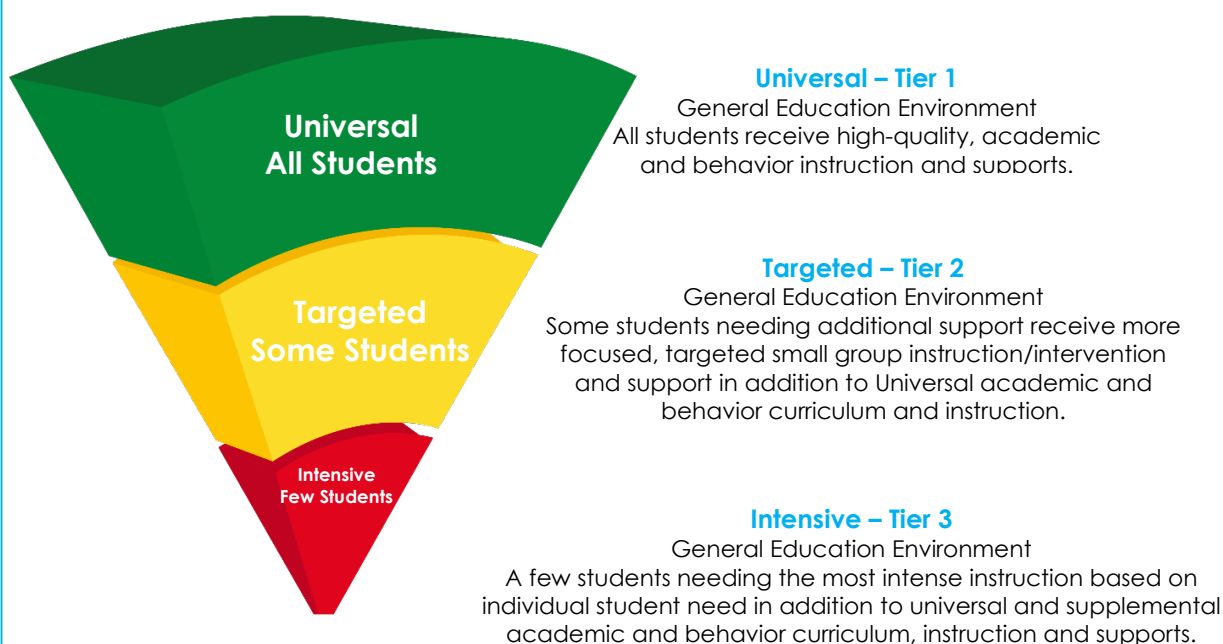 Universal
All Students
Universal – Tier 1
General Education Environment
All students receive high-quality, academic
and behavior instruction and supports.
Targeted
Some Students
Targeted – Tier 2
General Education Environment
Some students needing additional support receive more
focused, targeted small group instruction/intervention
and support in addition to Universal academic and
behavior curriculum and instruction.
Intensive
Few Students
Intensive – Tier 3
General Education Environment
A few students needing the most intense instruction based on
individual student need in addition to universal and supplemental
academic and behavior curriculum, instruction and supports.